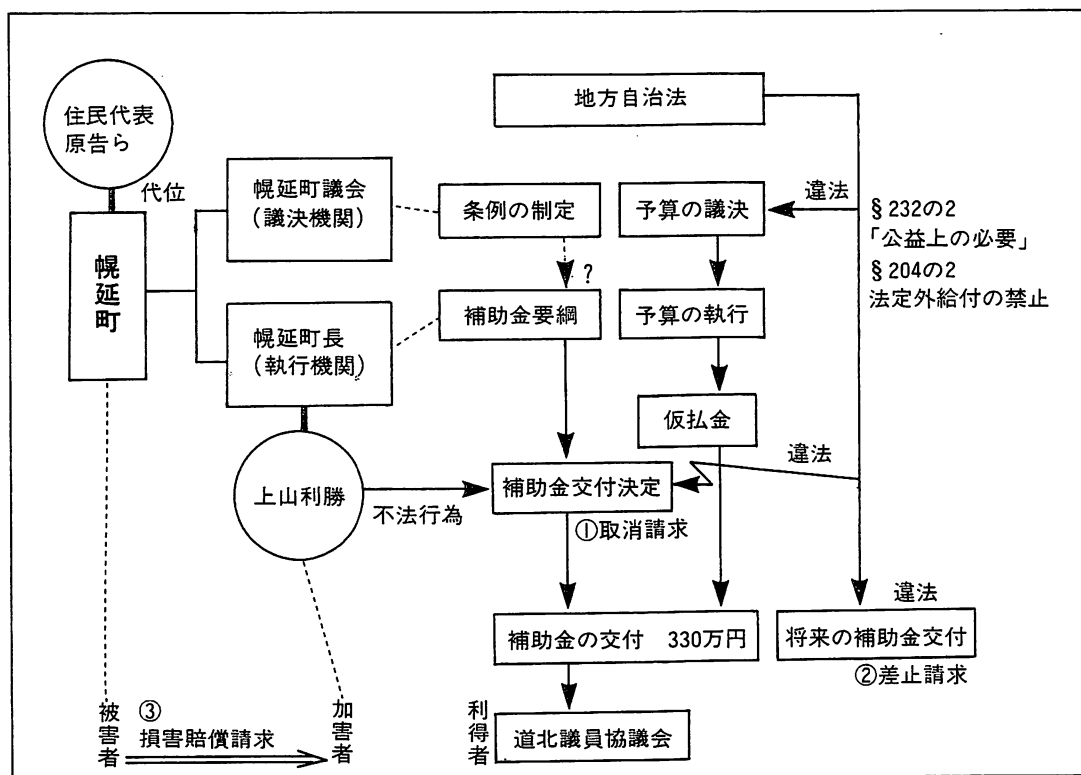 住民代表
原告ら
代位
幌延町
幌延町議会
(議決機関)
幌延町長
(執行機関)
上山利勝
不法行為
地方自治法
条例の制定
?
補助金要綱
予算の議決
違法
予算の執行
仮払金
§232の2
「公益上の必要」
§204の2
法定外給付の禁止
違法
補助金交付決定
①取消請求
補助金の交付 330万円
違法
将来の補助金交付
②差止請求
被害者
③
損害賠償請求
加害者
利得者
道北議員協議会